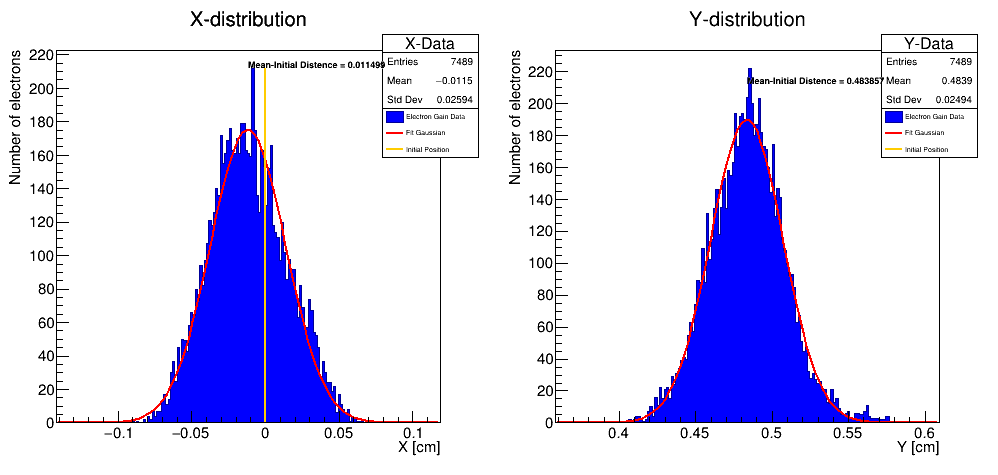 X-distribution
Number of electrons
220
200
180
160
140
120
100
80
60
40
20
0
Mean-Initial Distence = 0.011499
X-Data
Entries 7489
Mean −0.0115
Std Dev 0.02594
Electron Gain Data
Fit Gaussian
Initial Position
−0.1 −0.05 0 0.05 0.1
X [cm]
Y-distribution
Number of electrons
220
200
180
160
140
120
100
80
60
40
20
0
Mean-Initial Distence = 0.483857
Y-Data
Entries 7489
Mean 0.4839
Std Dev 0.02494
Electron Gain Data
Fit Gaussian
Initial Position
0.4 0.45 0.5 0.55 0.6
Y [cm]